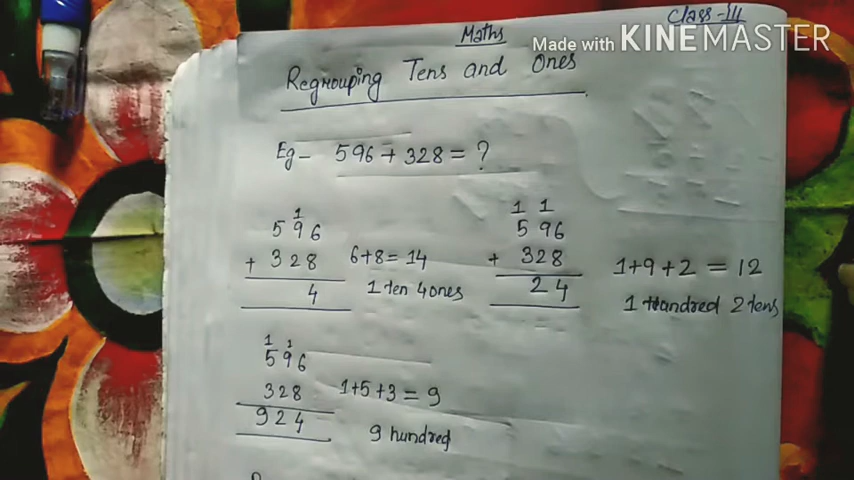 Class-III
Maths
Made with KINEMASTER
Regrouping Tens and Ones
Eg- 596 + 328 = ?
1
596
+ 328
4
6+8=14
1 ten 4ones
1 1
596
+ 328
24
1+9+2 = 12
1 Hundred 2 tens
1 1
596
328
924
1+5+3=9
9 hundred